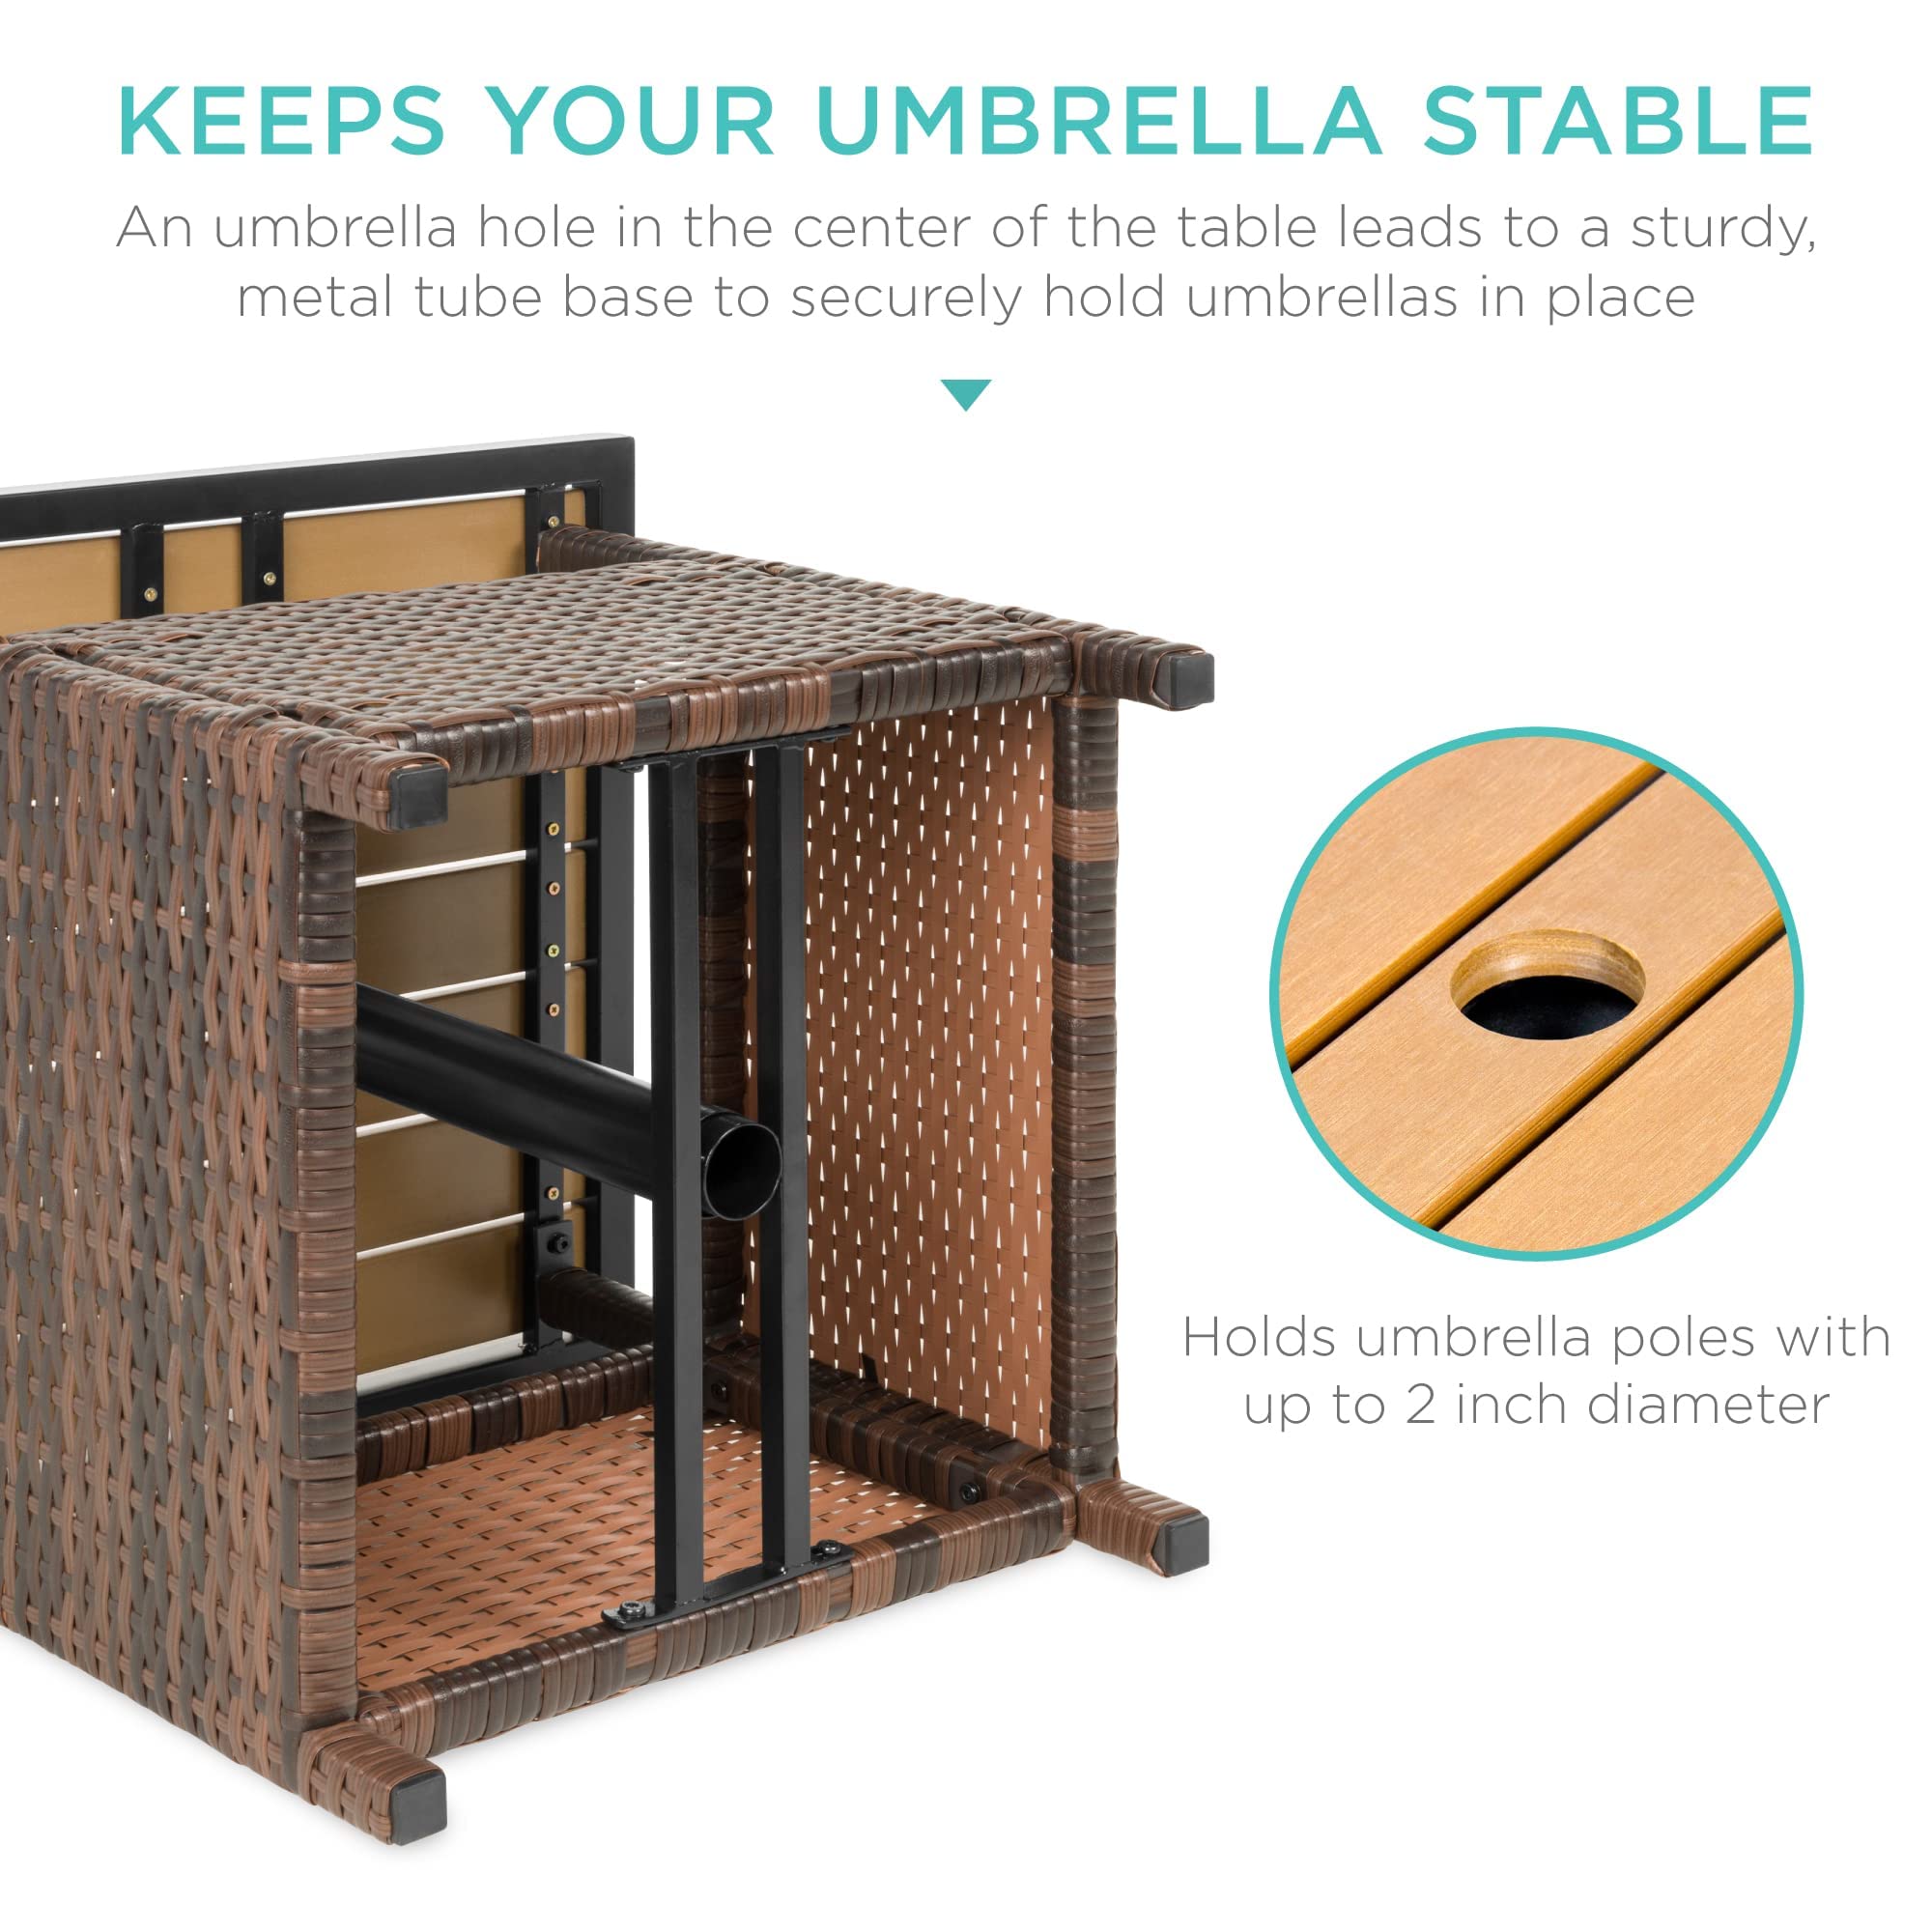 KEEPS YOUR UMBRELLA STABLE
An umbrella hole in the center of the table leads to a sturdy,
metal tube base to securely hold umbrellas in place
Holds umbrella poles with
up to 2 inch diameter